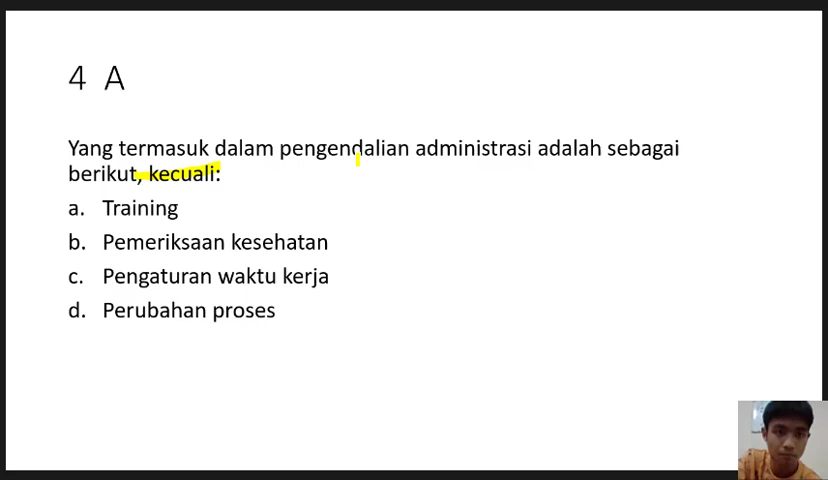 4 A
Yang termasuk dalam pengendalian administrasi adalah sebagai
berikut, kecuali:
a. Training
b. Pemeriksaan kesehatan
c. Pengaturan waktu kerja
d. Perubahan proses